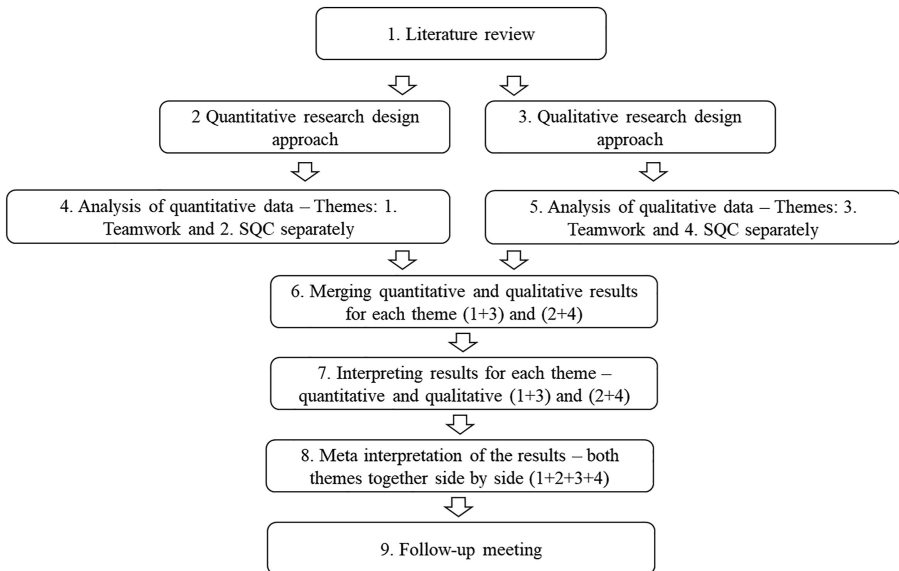 1. Literature review
2 Quantitative research design
approach
3. Qualitative research design
approach
4. Analysis of quantitative data – Themes: 1.
Teamwork and 2. SQC separately
5. Analysis of qualitative data – Themes: 3.
Teamwork and 4. SQC separately
6. Merging quantitative and qualitative results
for each theme (1+3) and (2+4)
7. Interpreting results for each theme –
quantitative and qualitative (1+3) and (2+4)
8. Meta interpretation of the results – both
themes together side by side (1+2+3+4)
9. Follow-up meeting